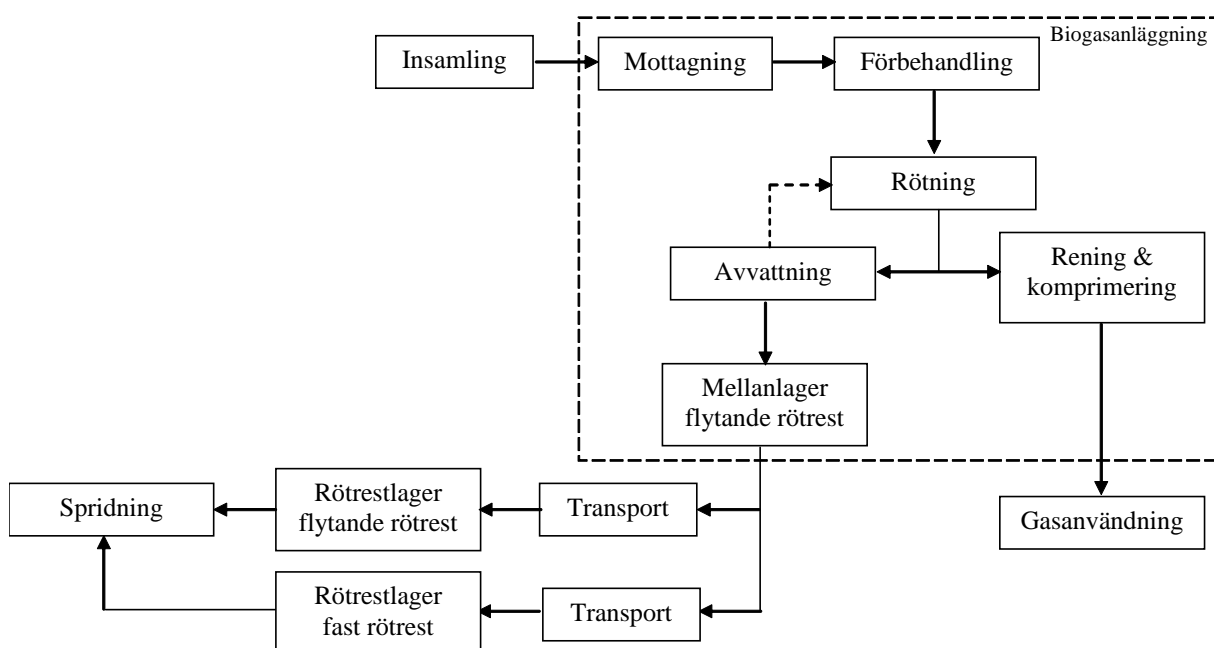 Biogasanläggning
Insamling
Mottagning
Förbehandling
Rötning
Avvattning
Rening &
komprimering
Mellanlager
flytande rötrest
Spridning
Rötrestlager
flytande rötrest
Transport
Gasanvändning
Rötrestlager
fast rötrest
Transport